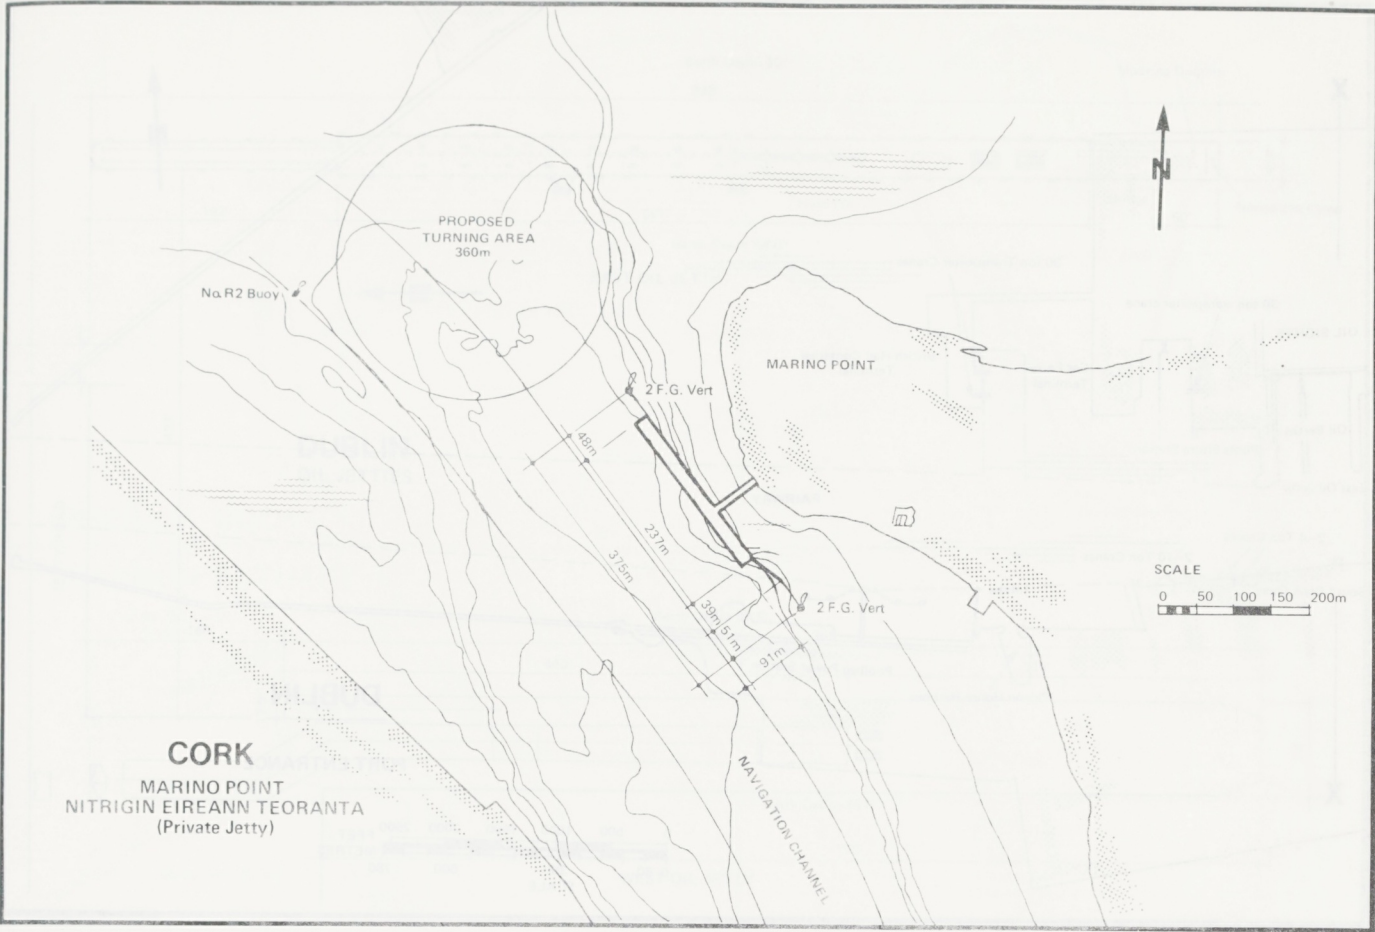 N
PROPOSED
TURNING AREA
360m
No. R2 Buoy
MARINO POINT
2 F.G. Vert
48m
237m
375m
39m
51m
91m
2 F.G. Vert
SCALE
0 50 100 150 200m
CORK
MARINO POINT
NITRIGIN EIREANN TEORANTA
(Private Jetty)
NAVIGATION CHANNEL